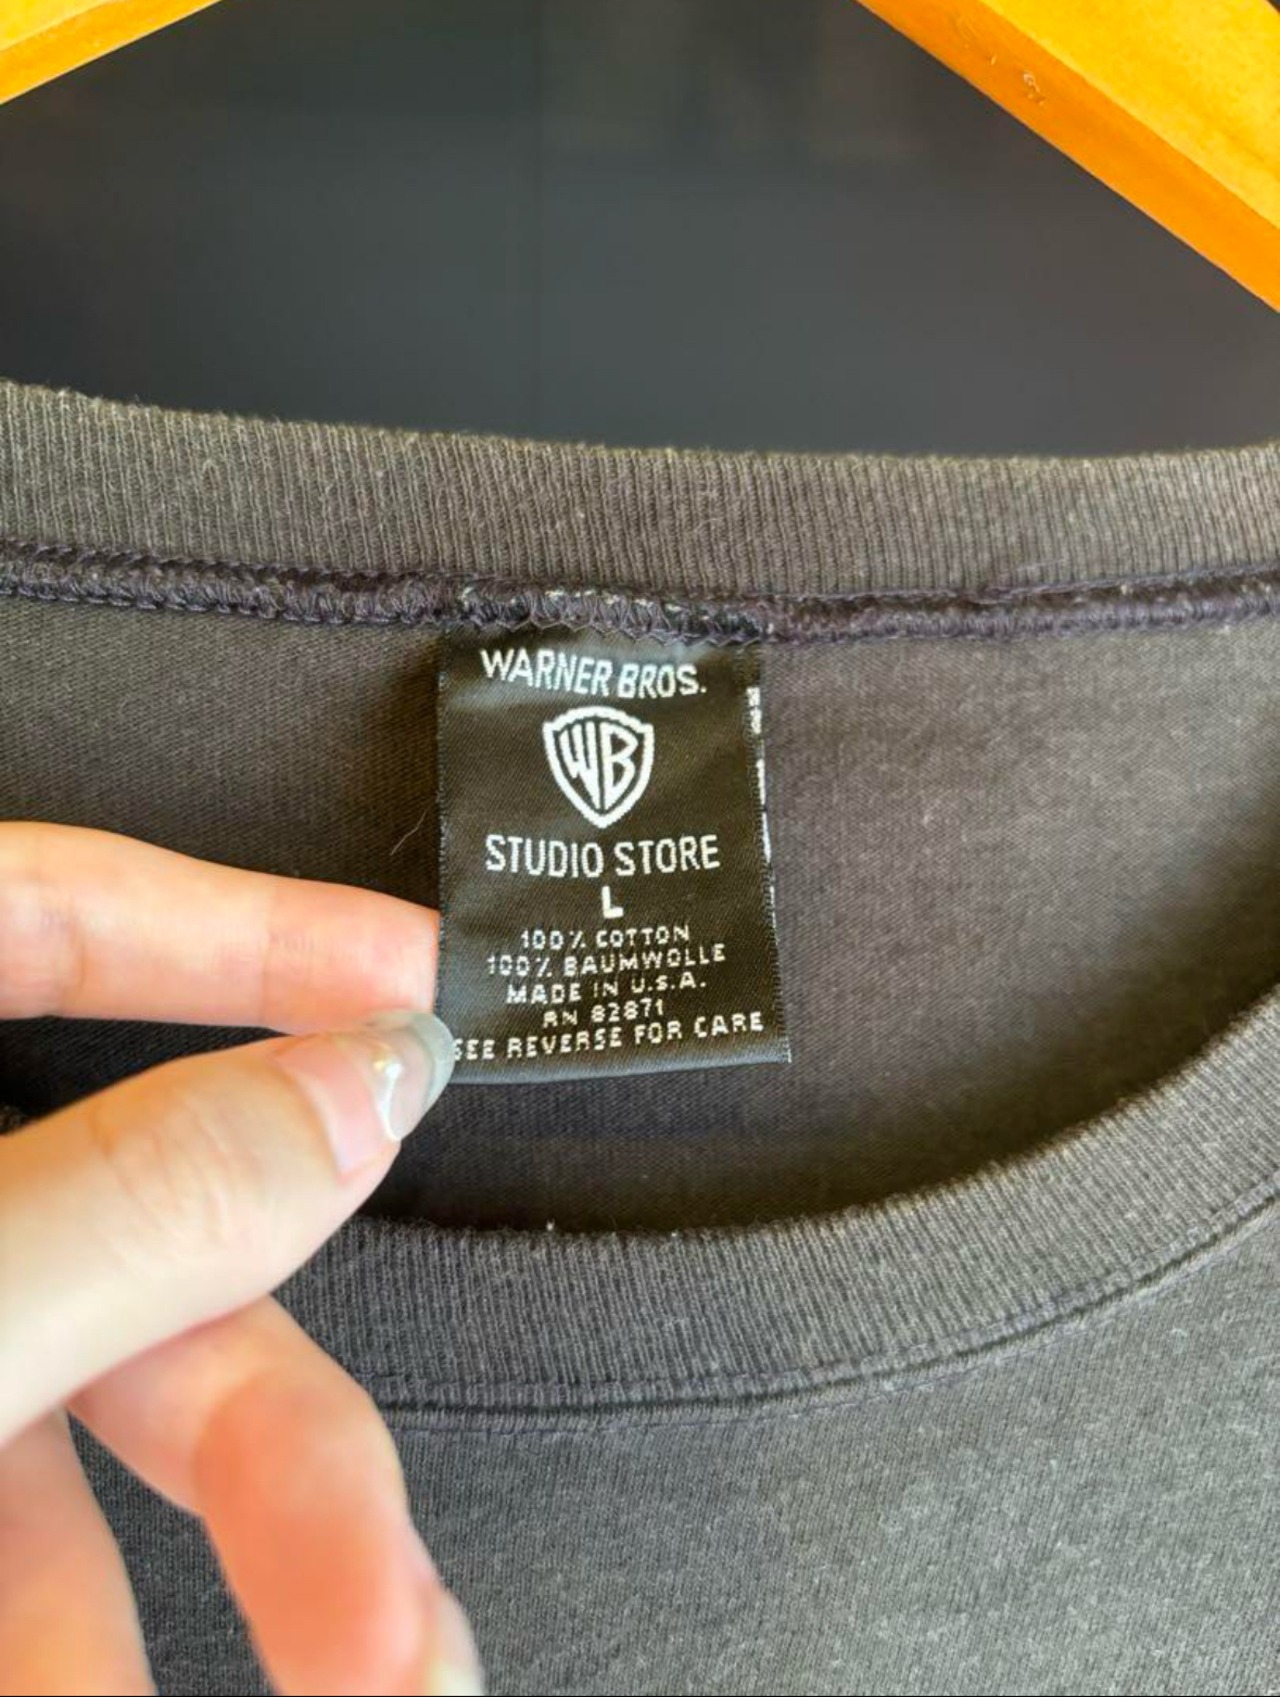 WARNER BROS.
WB
STUDIO STORE
L
100% COTTON
100% BAUMWOLLE
MADE IN U.S.A.
RN 82871
SEE REVERSE FOR CARE